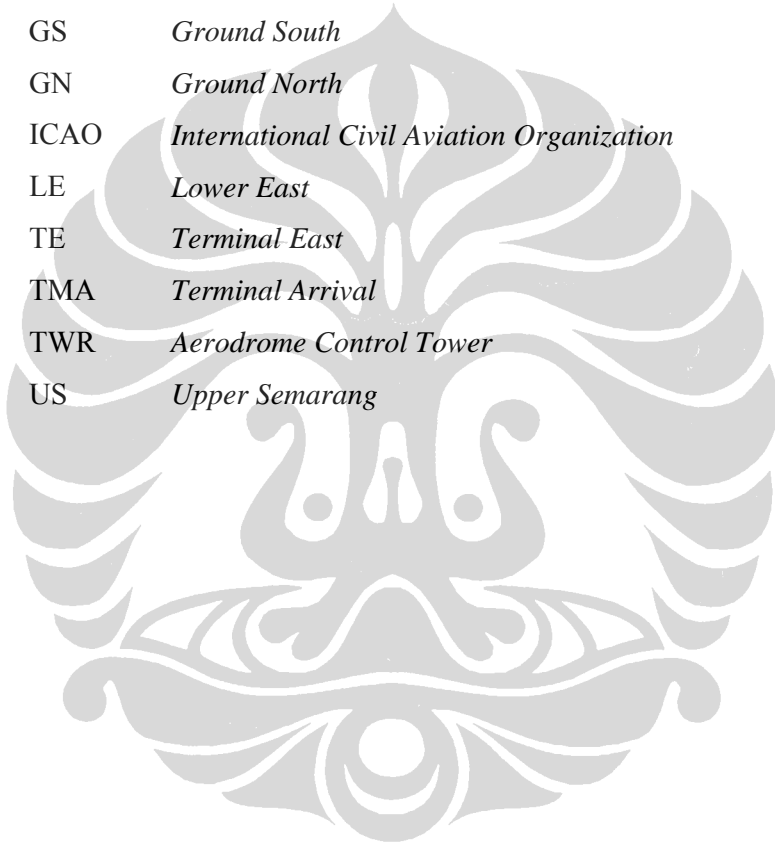 GS Ground South
GN Ground North
ICAO International Civil Aviation Organization
LE Lower East
TE Terminal East
TMA Terminal Arrival
TWR Aerodrome Control Tower
US Upper Semarang